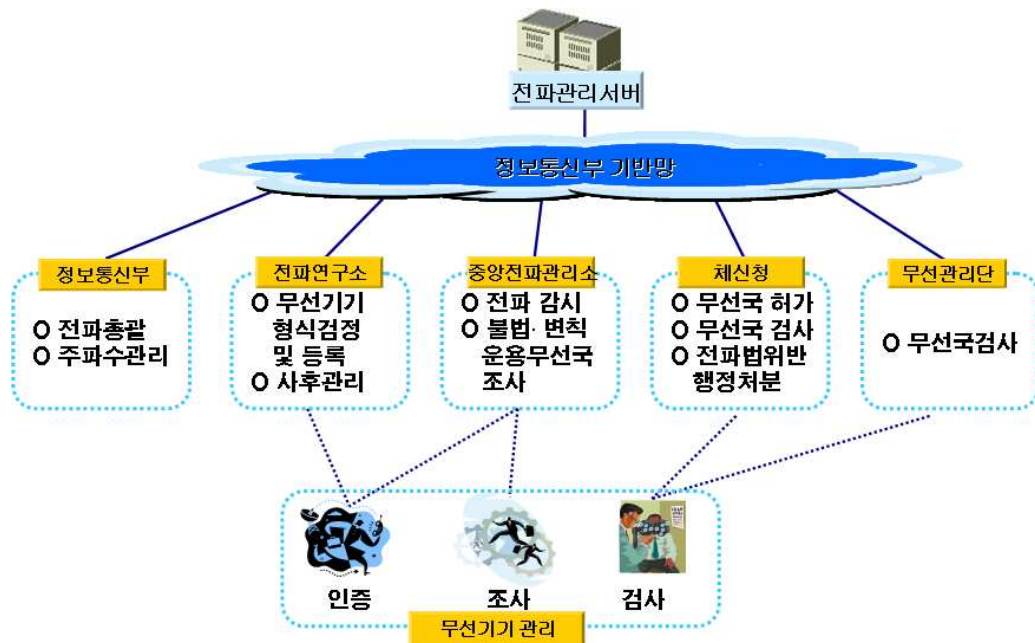 전파관리서버
정보통신부 기반망
정보통신부
O 전파총괄
O 주파수관리
전파연구소
O 무선기기
형식검정
및 등록
O 사후관리
중앙전파관리소
O 전파 감시
O 불법· 변칙
운용무선국
조사
체신청
O 무선국 허가
O 무선국 검사
O 전파법위반
행정처분
무선관리단
O 무선국검사
인증
조사
검사
무선기기 관리